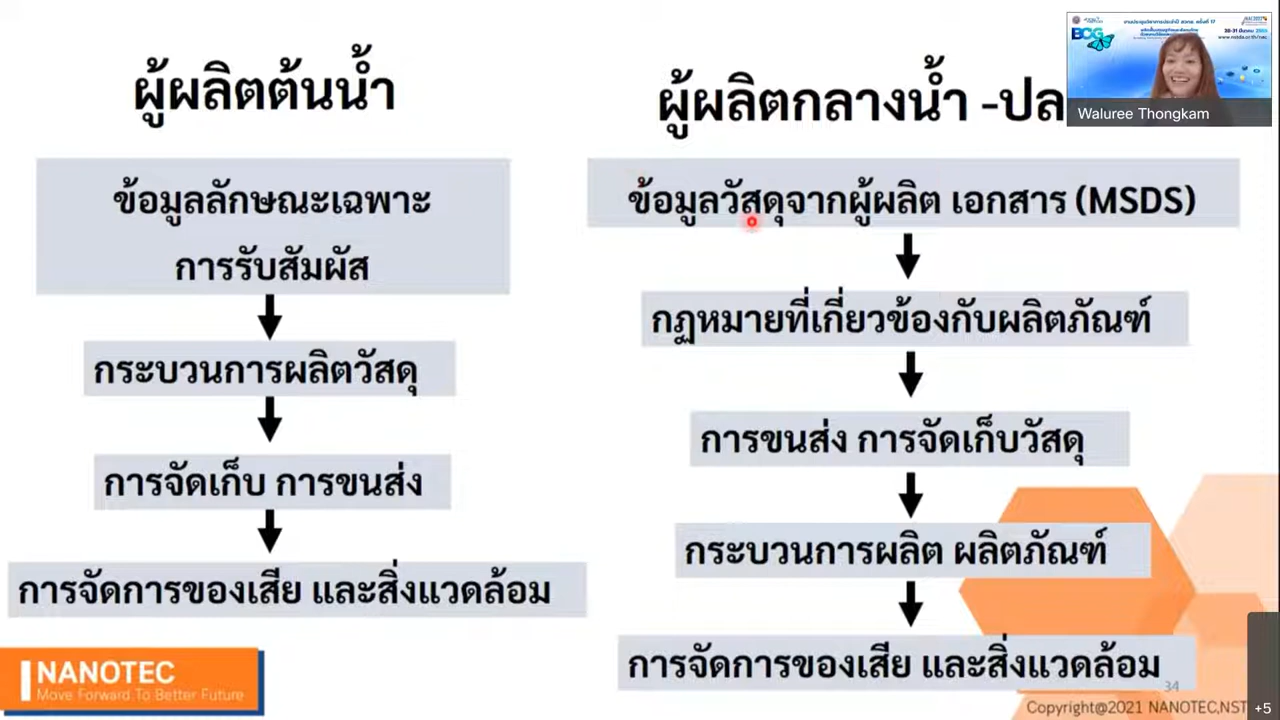 ผู้ผลิตต้นน้ำ
ข้อมูลลักษณะเฉพาะ
การรับสัมผัส
กระบวนการผลิตวัสดุ
การจัดเก็บ การขนส่ง
การจัดการของเสีย และสิ่งแวดล้อม
ผู้ผลิตกลางน้ำ -ปล
ข้อมูลวัสดุจากผู้ผลิต เอกสาร (MSDS)
กฎหมายที่เกี่ยวข้องกับผลิตภัณฑ์
การขนส่ง การจัดเก็บวัสดุ
กระบวนการผลิต ผลิตภัณฑ์
การจัดการของเสีย และสิ่งแวดล้อม
BCG
Waluree Thongkam
NANOTEC
Move Forward To Better Future
34
Copyright@2021 NANOTEC,NST
+5